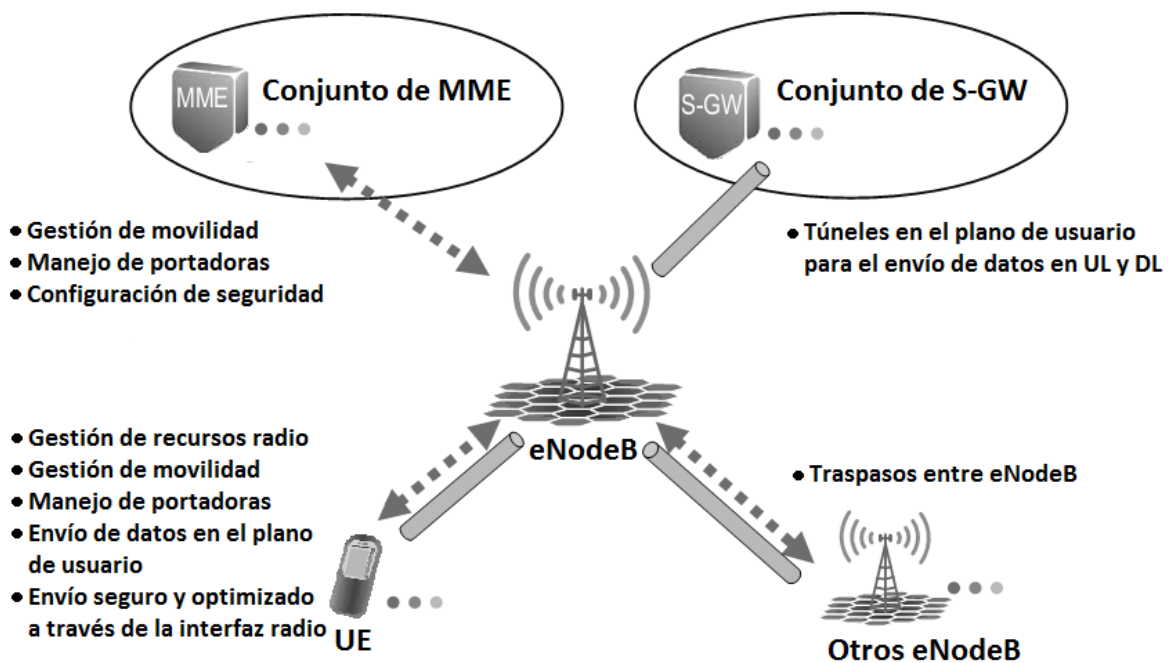 MME
Conjunto de MME
S-GW
Conjunto de S-GW
• Gestión de movilidad
• Manejo de portadoras
• Configuración de seguridad
• Túneles en el plano de usuario
para el envío de datos en UL y DL
eNodeB
• Gestión de recursos radio
• Gestión de movilidad
• Manejo de portadoras
• Envío de datos en el plano
de usuario
• Envío seguro y optimizado
a través de la interfaz radio
UE
• Traspasos entre eNodeB
Otros eNodeB